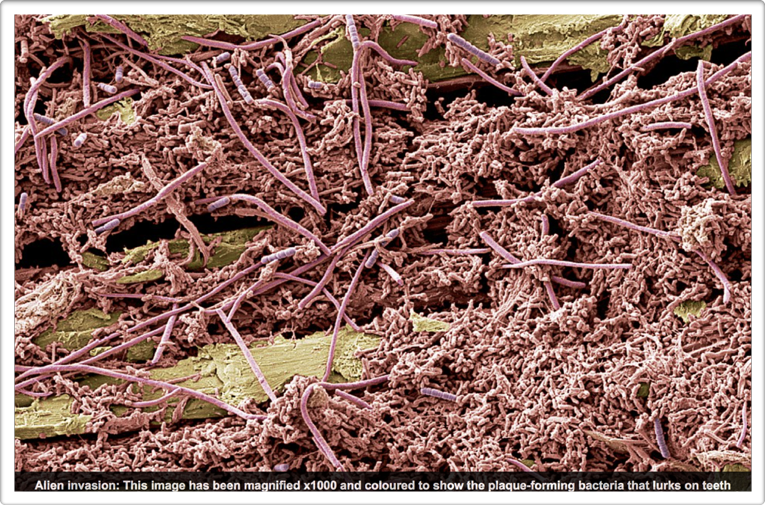 Alien invasion: This image has been magnified x1000 and coloured to show the plaque-forming bacteria that lurks on teeth